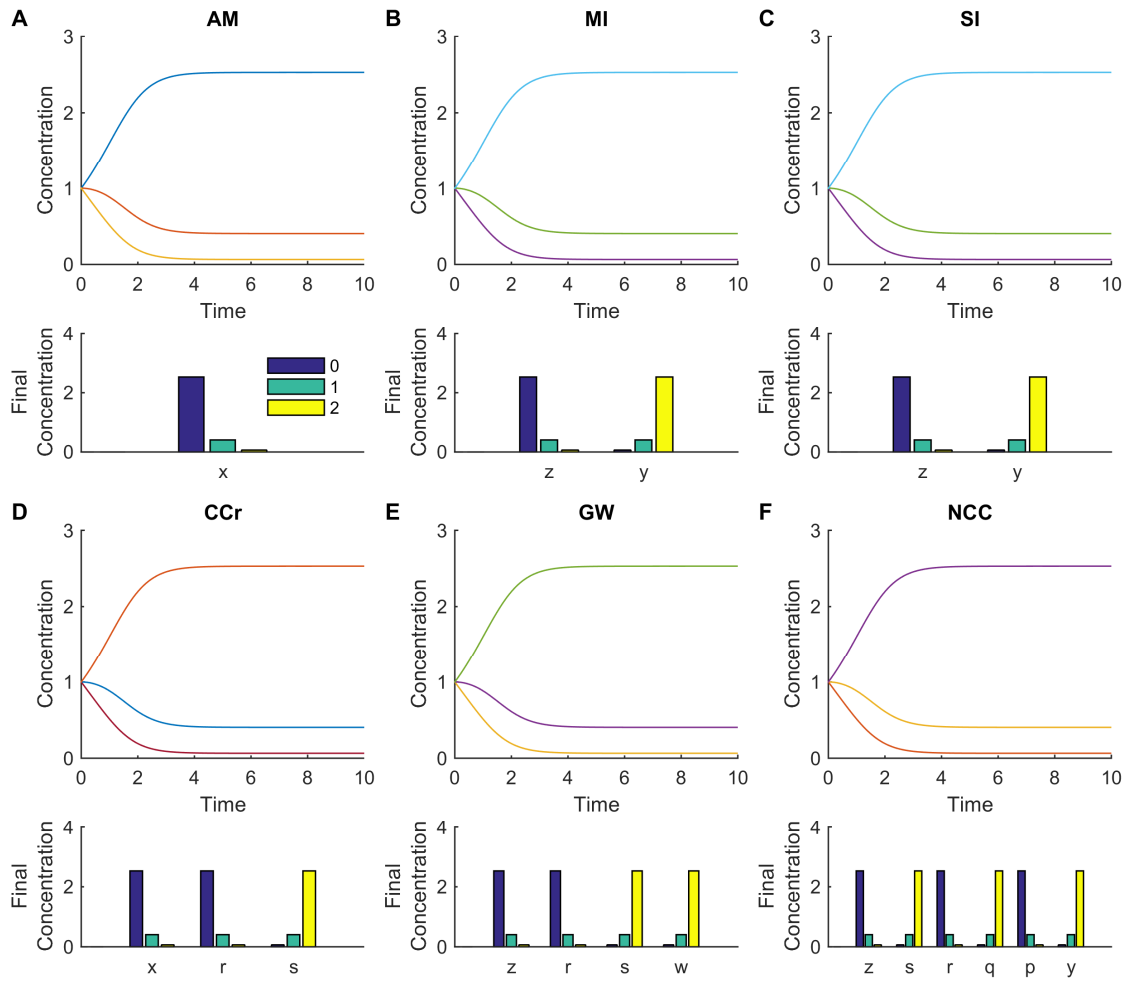 A AM
3
2
1
0
Concentration
0 2 4 6 8 10
Time
4
2
0
Final
Concentration
0
1
2
x
B MI
3
2
1
0
Concentration
0 2 4 6 8 10
Time
4
2
0
Final
Concentration
z y
C SI
3
2
1
0
Concentration
0 2 4 6 8 10
Time
4
2
0
Final
Concentration
z y
D CCr
3
2
1
0
Concentration
0 2 4 6 8 10
Time
4
2
0
Final
Concentration
x r s
E GW
3
2
1
0
Concentration
0 2 4 6 8 10
Time
4
2
0
Final
Concentration
z r s w
F NCC
3
2
1
0
Concentration
0 2 4 6 8 10
Time
4
2
0
Final
Concentration
z s r q p y